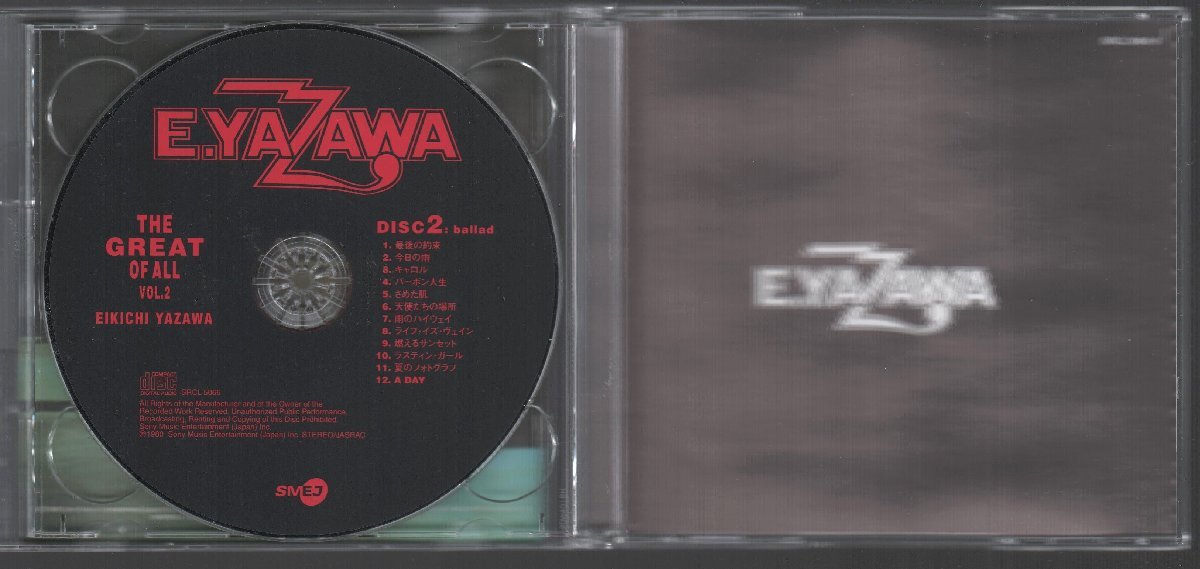 E.YAZAWA
THE
GREAT
OF ALL
VOL.2
EIKICHI YAZAWA
DISC2: ballad
1. 最後の約束
2. 今日の雨
3. キャロル
4. バーボン人生
5. さめた肌
6. 天使たちの場所
7. 雨のハイウェイ
8. ライフ・イズ・ヴェイン
9. 燃えるサンセット
10. ラスティン・ガール
11. 夏のフォトグラフ
12. A DAY
COMPACT
disc
DIGITAL AUDIO
SRCL
All Rights of the Manufacturer and of the Owner of the
Recorded Work Reserved. Unauthorized Public Performance,
Broadcasting, Renting and Copying of this Disc Prohibited.
Sony Music Entertainment (Japan) Inc.
Sony Music Entertainment (Japan) Inc. STEREO/JASRAC
SMEJ
E.YAZAWA